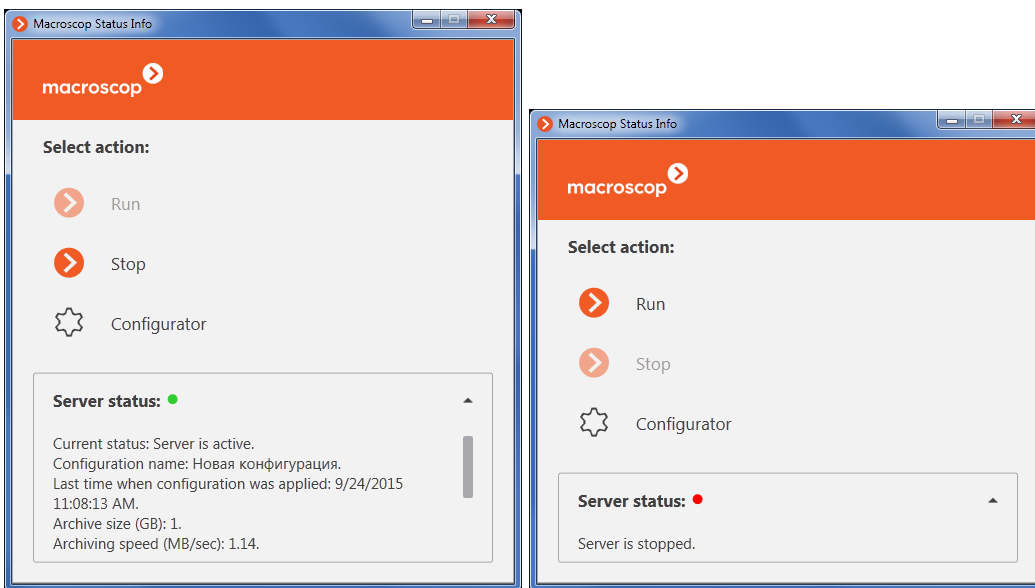 Macroscop Status Info
macroscop
Select action:
Run
Stop
Configurator
Server status:
Current status: Server is active.
Configuration name: Новая конфигурация.
Last time when configuration was applied: 9/24/2015
11:08:13 AM.
Archive size (GB): 1.
Archiving speed (MB/sec): 1.14.
Macroscop Status Info
macroscop
Select action:
Run
Stop
Configurator
Server status:
Server is stopped.